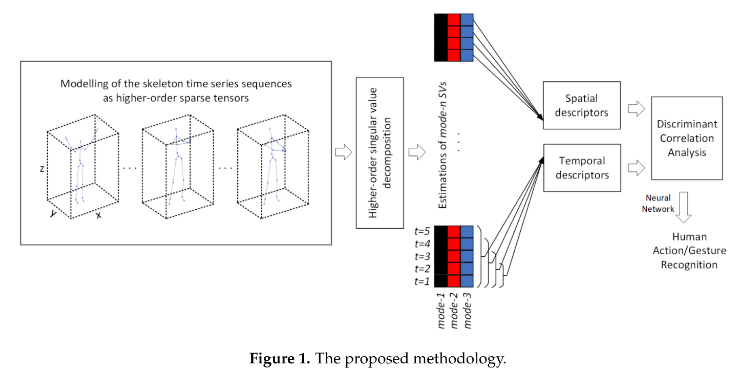 Modelling of the skeleton time series sequences
as higher-order sparse tensors
z
y
x
. . .
. . .
Higher-order singular value
decomposition
Estimations of mode-n SVs
. . .
t=5
t=4
t=3
t=2
t=1
mode-1
mode-2
mode-3
Spatial
descriptors
Temporal
descriptors
Discriminant
Correlation
Analysis
Neural
Network
Human
Action/Gesture
Recognition
Figure 1. The proposed methodology.